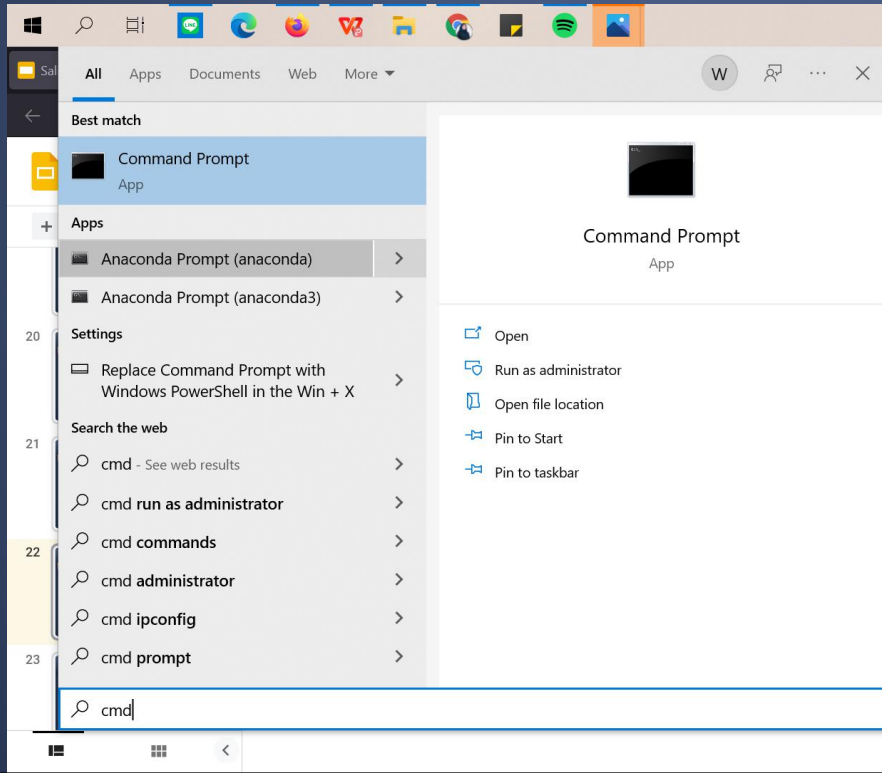 LINE
Sal
All Apps Documents Web More
W
Best match
Command Prompt
App
Apps
Anaconda Prompt (anaconda)
Anaconda Prompt (anaconda3)
Settings
Replace Command Prompt with
Windows PowerShell in the Win + X
Search the web
cmd - See web results
cmd run as administrator
cmd commands
cmd administrator
cmd ipconfig
cmd prompt
cmd
Command Prompt
App
Open
Run as administrator
Open file location
Pin to Start
Pin to taskbar
20
21
22
23